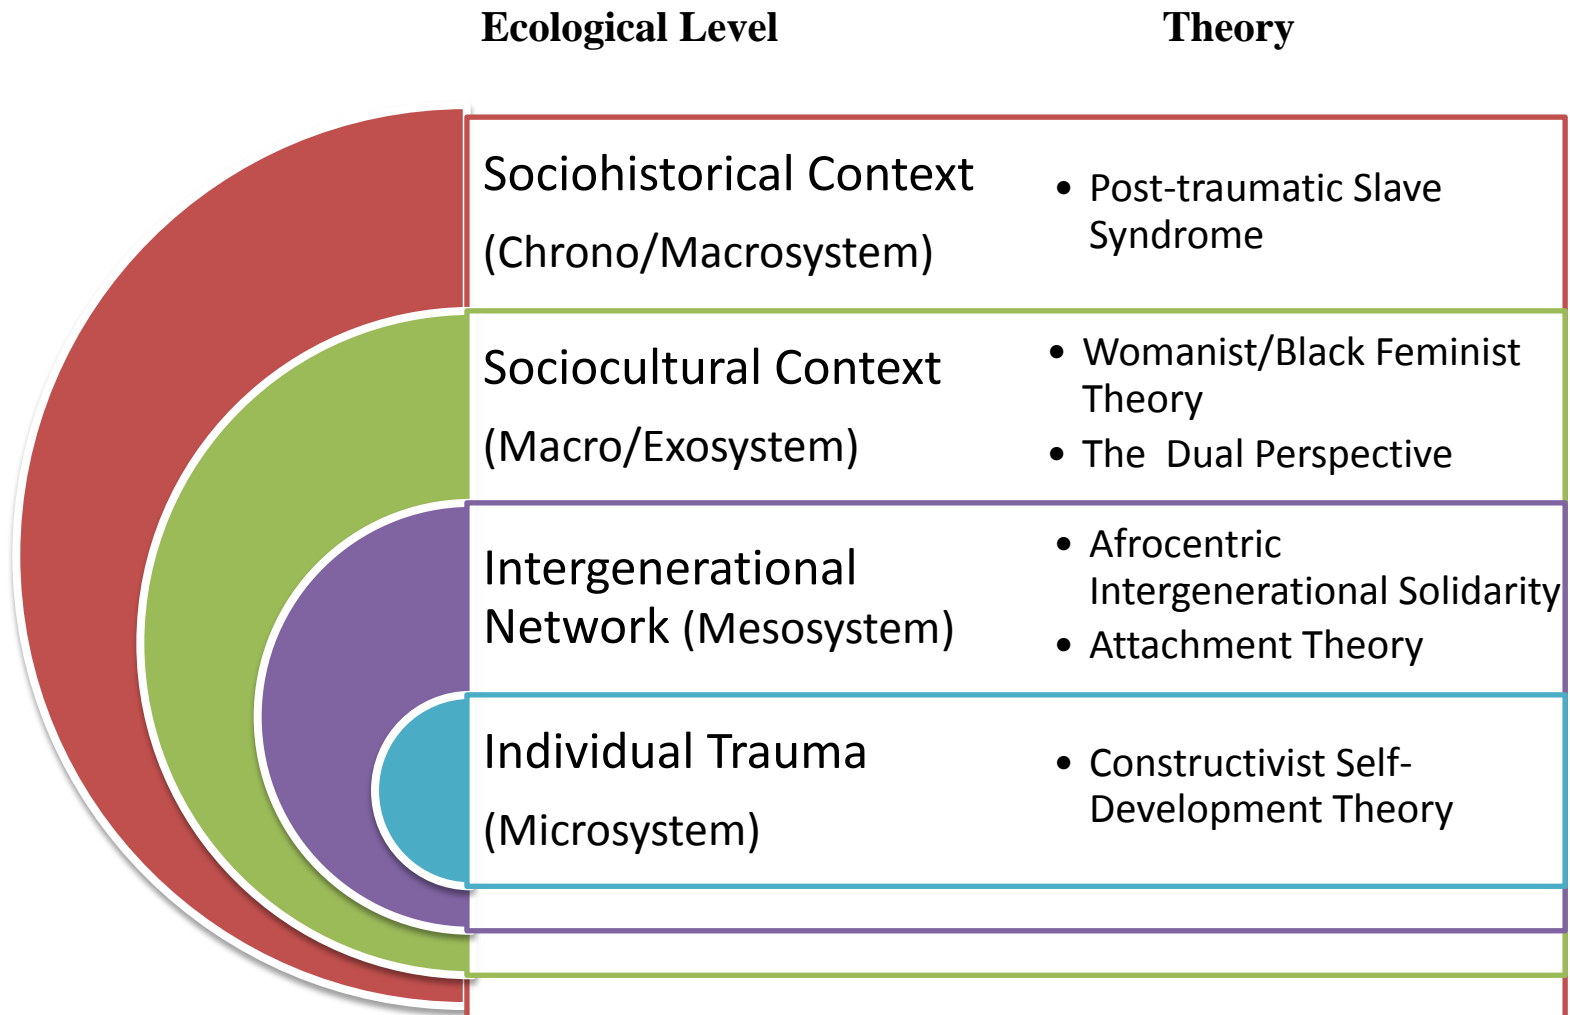 Ecological Level Theory
Sociohistorical Context
(Chrono/Macrosystem)
• Post-traumatic Slave
Syndrome
Sociocultural Context
(Macro/Exosystem)
• Womanist/Black Feminist
Theory
• The  Dual Perspective
Intergenerational
Network (Mesosystem)
• Afrocentric
Intergenerational Solidarity
• Attachment Theory
Individual Trauma
(Microsystem)
• Constructivist Self-
Development Theory